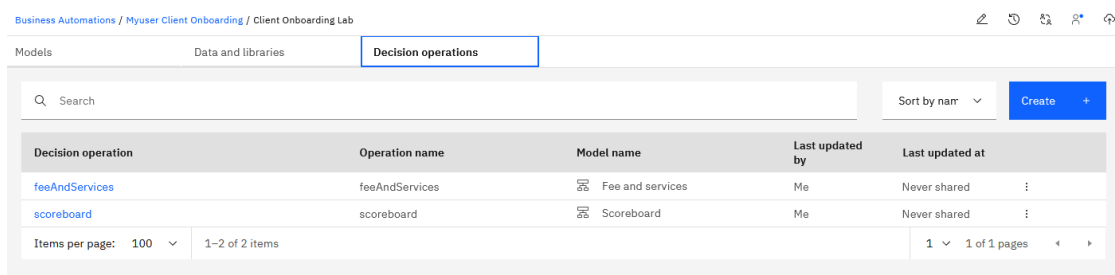 Business Automations / Myuser Client Onboarding / Client Onboarding Lab
Models Data and libraries Decision operations
Search Sort by nar Create +
Decision operation Operation name Model name Last updated by Last updated at
feeAndServices feeAndServices Fee and services Me Never shared
scoreboard scoreboard Scoreboard Me Never shared
Items per page: 100 1–2 of 2 items 1 1 of 1 pages